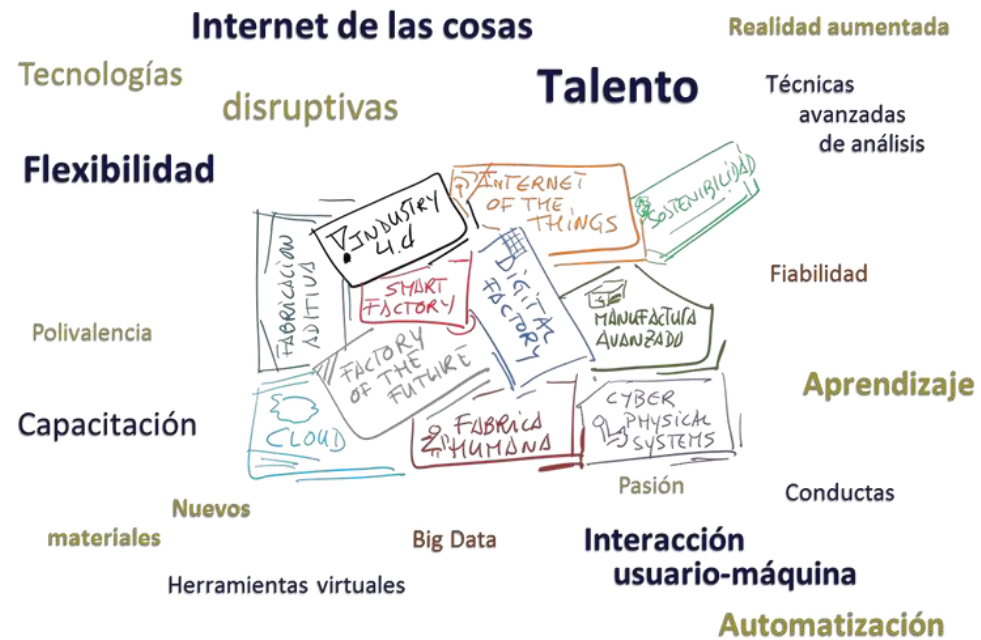 Internet de las cosas
Realidad aumentada
Tecnologías
disruptivas
Talento
Técnicas
avanzadas
de análisis
Flexibilidad
INDUSTRY
4.0
INTERNET
OF THE
THINGS
SOSTENIBILIDAD
FABRICACIÓN
ADITIVA
SMART
FACTORY
DIGITAL
FACTORY
MANUFACTURA
AVANZADO
Fiabilidad
Polivalencia
FACTORY
OF THE
FUTURE
Aprendizaje
Capacitación
CLOUD
FABRICA
HUMANA
CYBER
PHYSICAL
SYSTEMS
Pasión
Conductas
Nuevos
materiales
Big Data
Interacción
usuario-máquina
Herramientas virtuales
Automatización